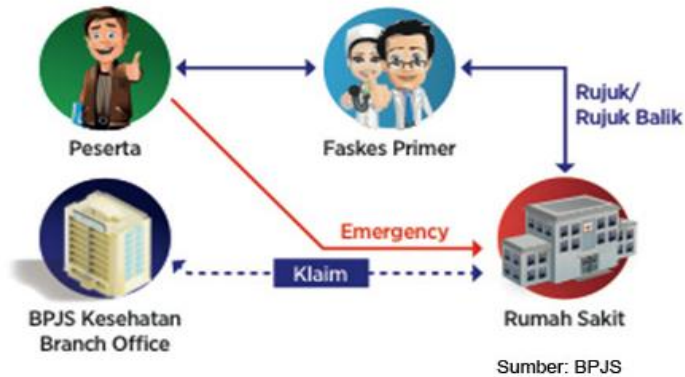 Peserta
Faskes Primer
Rujuk/
Rujuk Balik
Emergency
Klaim
BPJS Kesehatan
Branch Office
Rumah Sakit
Sumber: BPJS